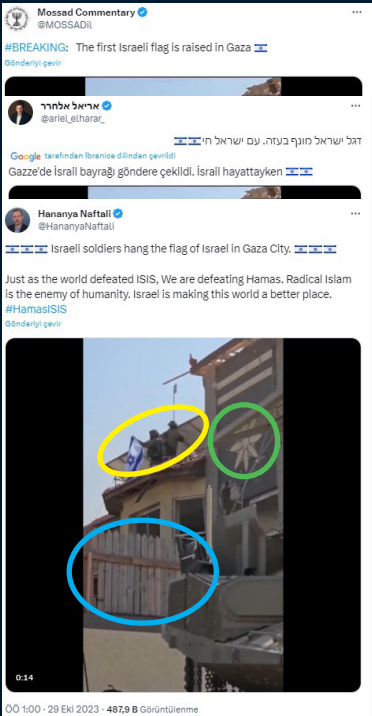 Mossad Commentary
@MOSSADil
#BREAKING: The first Israeli flag is raised in Gaza 🇮🇱
Gönderiyi çevir
אריאל אלחרר
@ariel_elharar_
דגל ישראל מונף בעזה. עם ישראל חי 🇮🇱🇮🇱
Google tarafından İbranice dilinden çevrildi
Gazze'de İsrail bayrağı göndere çekildi. İsrail hayattayken 🇮🇱🇮🇱
Hananya Naftali
@HananyaNaftali
🇮🇱🇮🇱🇮🇱 Israeli soldiers hang the flag of Israel in Gaza City. 🇮🇱🇮🇱🇮🇱
Just as the world defeated ISIS, We are defeating Hamas. Radical Islam
is the enemy of humanity. Israel is making this world a better place.
#HamasISIS
Gönderiyi çevir
0:14
ÖÖ 1:00 · 29 Eki 2023 · 487,9 B Görüntülenme